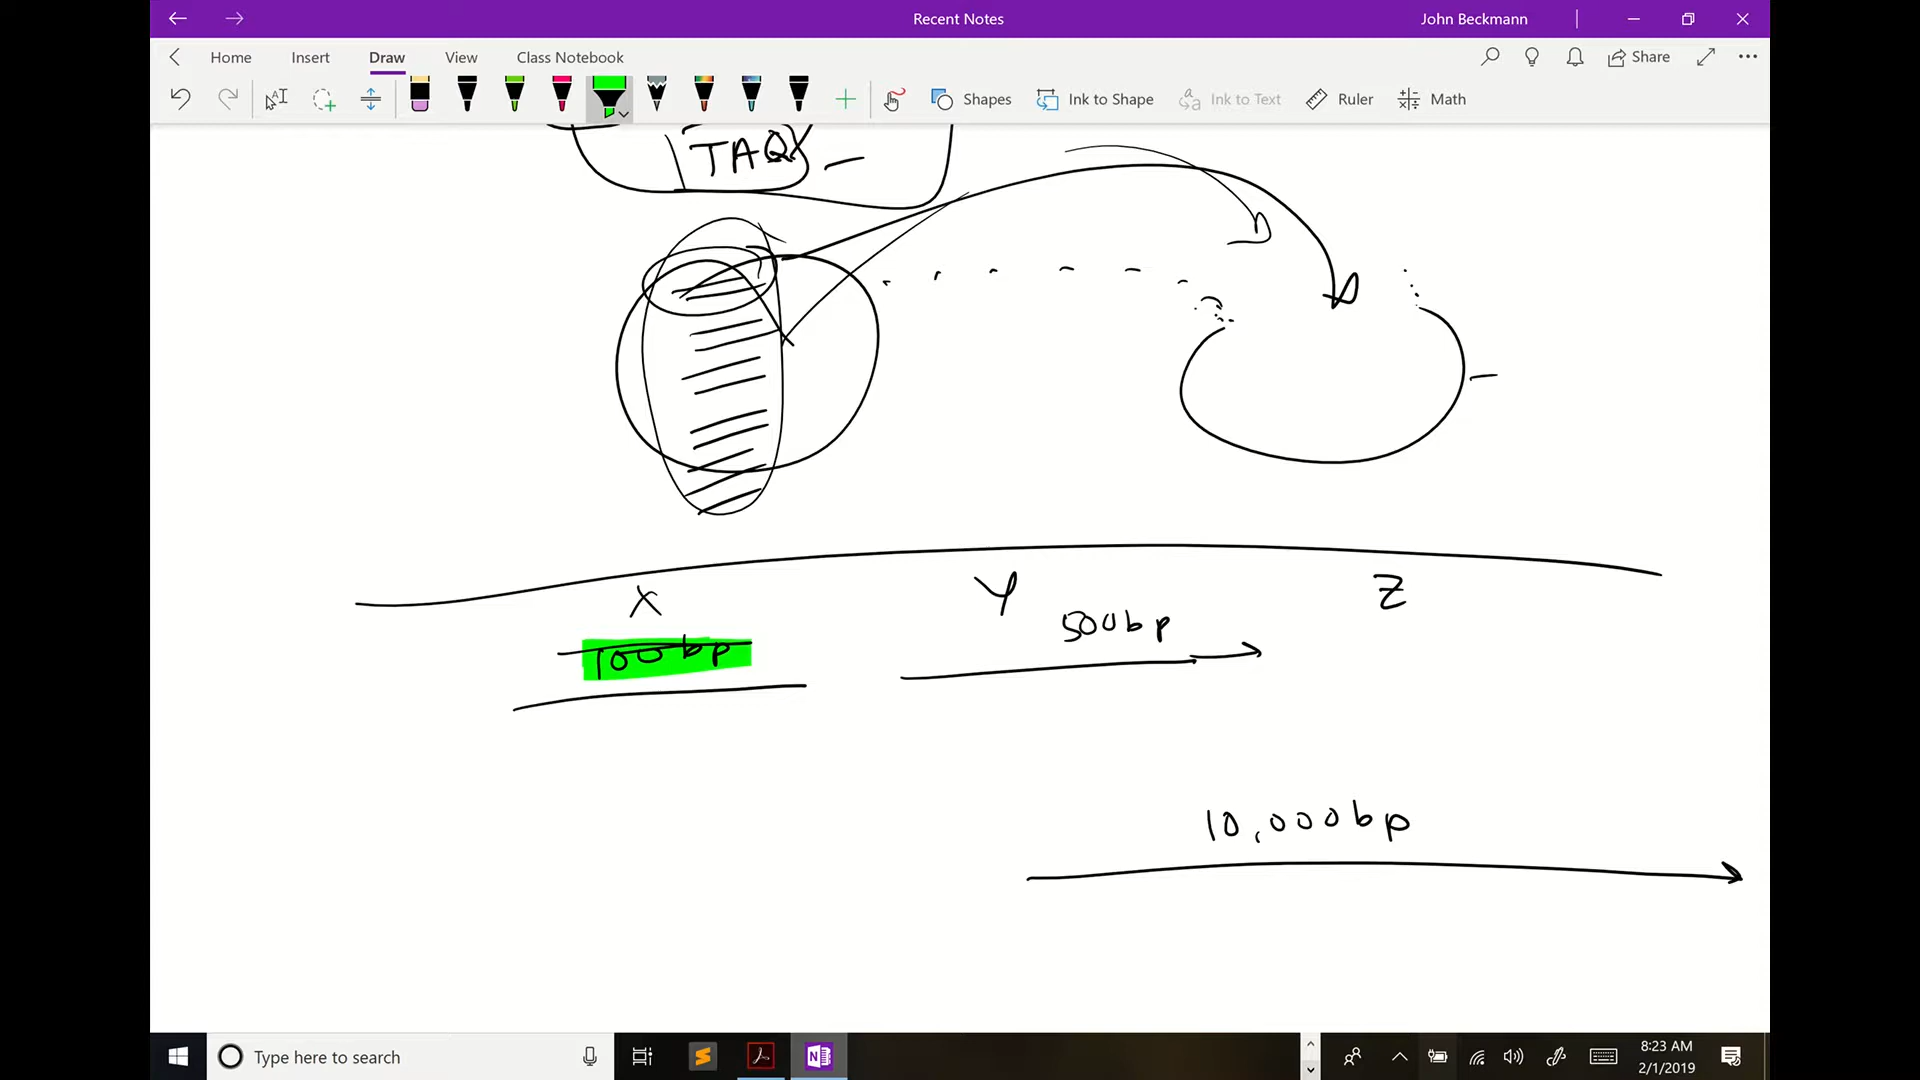 Recent Notes
John Beckmann
Home Insert Draw View Class Notebook
Share
Shapes Ink to Shape Ink to Text Ruler Math
TAQ
X Y Z
100bp
500bp
10,000bp
Type here to search
8:23 AM
2/1/2019